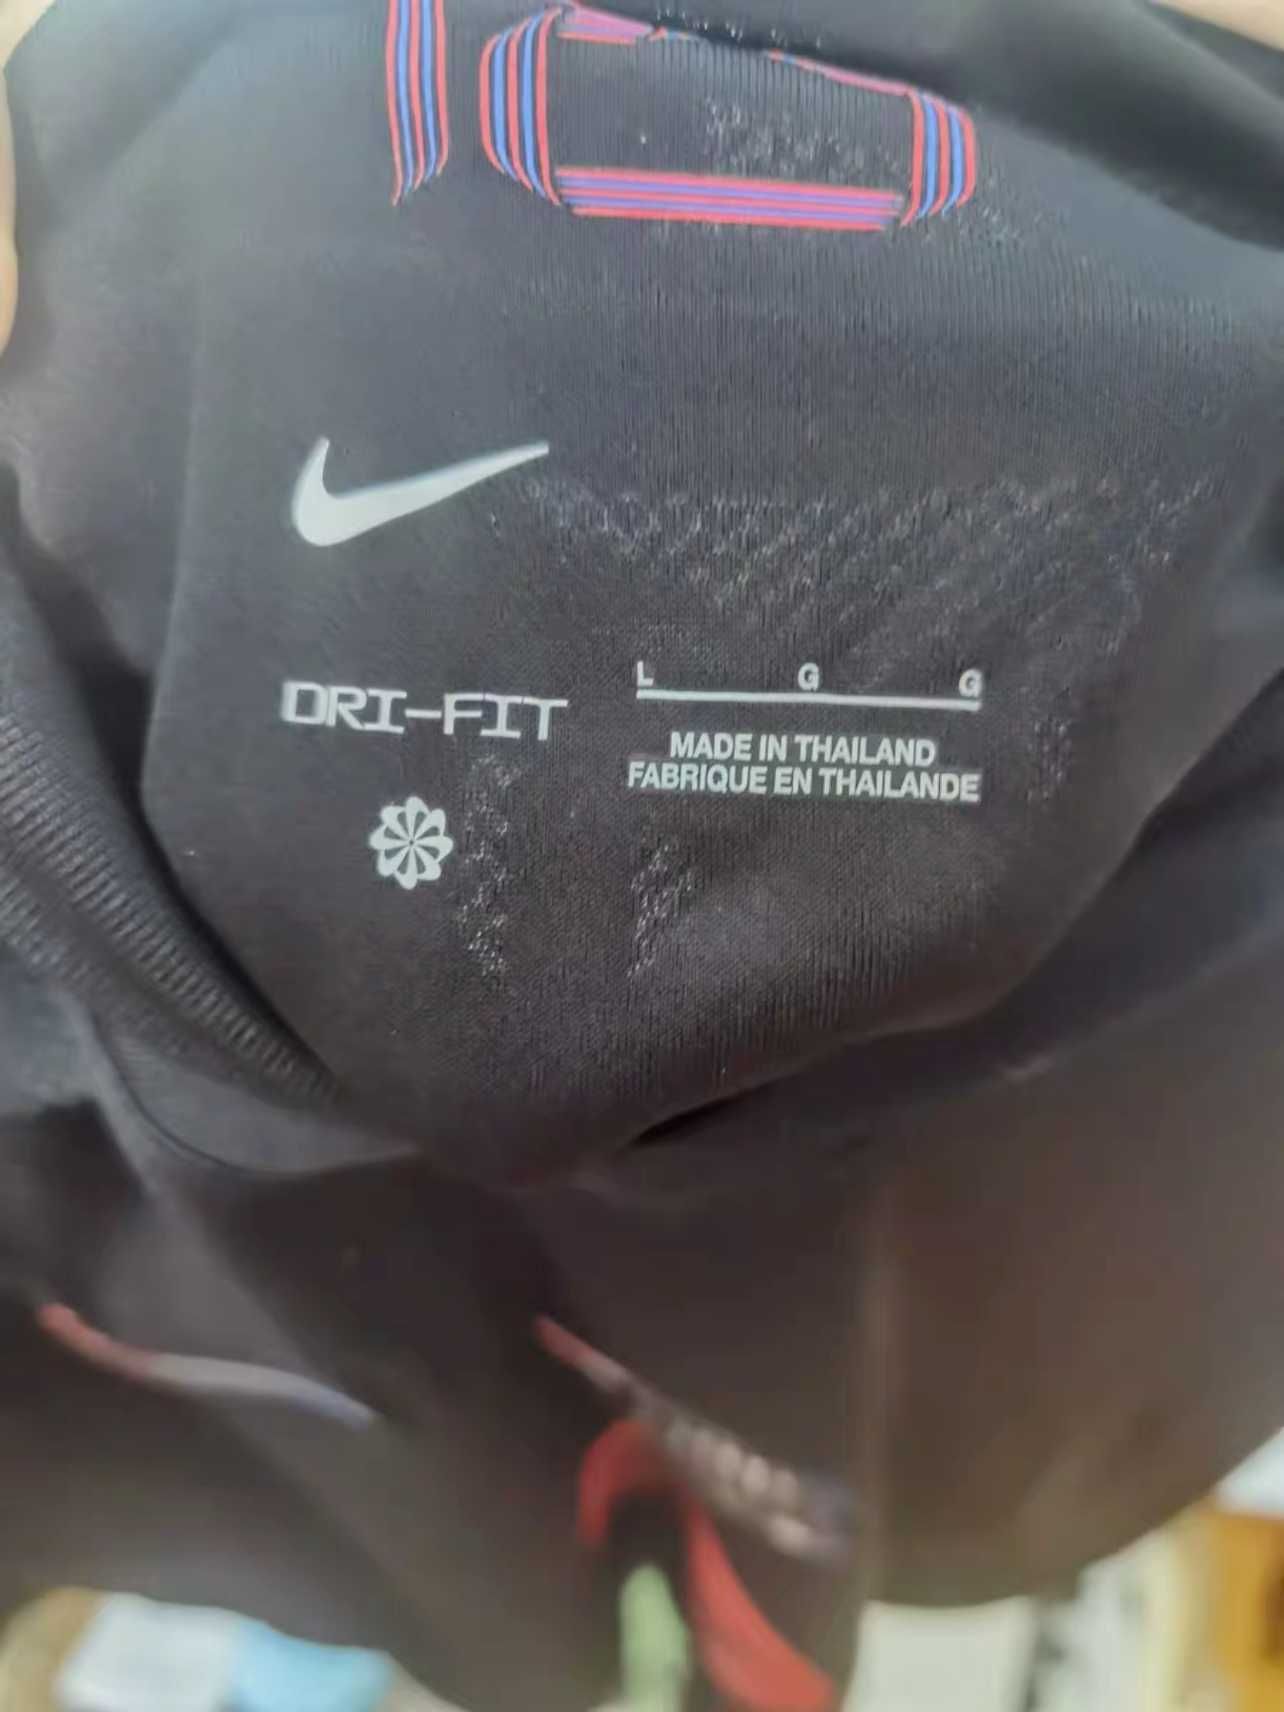 DRI-FIT
L G G
MADE IN THAILAND
FABRIQUE EN THAILANDE